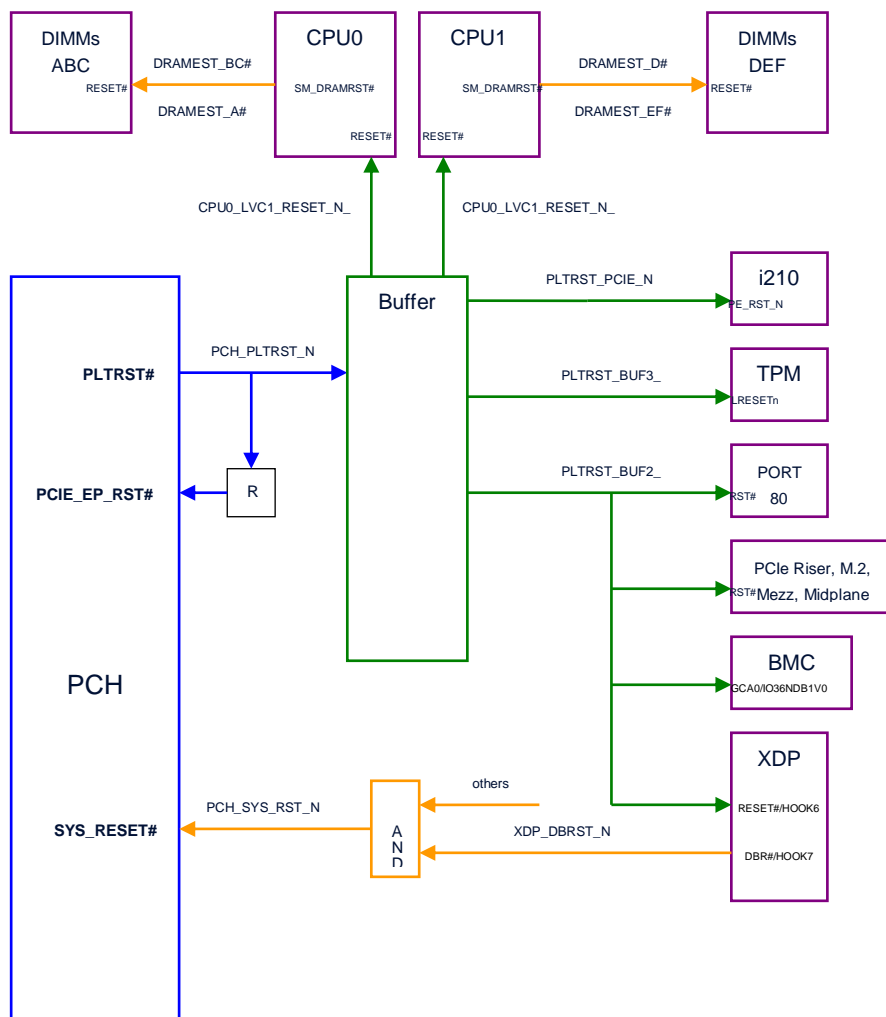 DIMMs
ABC
RESET#
DRAMEST_BC#
DRAMEST_A#
CPU0
SM_DRAMRST#
RESET#
CPU1
SM_DRAMRST#
RESET#
DRAMEST_D#
DRAMEST_EF#
DIMMs
DEF
RESET#
CPU0_LVC1_RESET_N_
CPU0_LVC1_RESET_N_
Buffer
PLTRST_PCIE_N
i210
PE_RST_N
PLTRST#
PCH_PLTRST_N
PLTRST_BUF3_
TPM
LRESETn
PCIE_EP_RST#
R
PLTRST_BUF2_
PORT
80
RST#
PCIe Riser, M.2,
Mezz, Midplane
RST#
PCH
BMC
GCA0/IO36NDB1V0
XDP
RESET#/HOOK6
DBR#/HOOK7
others
XDP_DBRST_N
AND
PCH_SYS_RST_N
SYS_RESET#